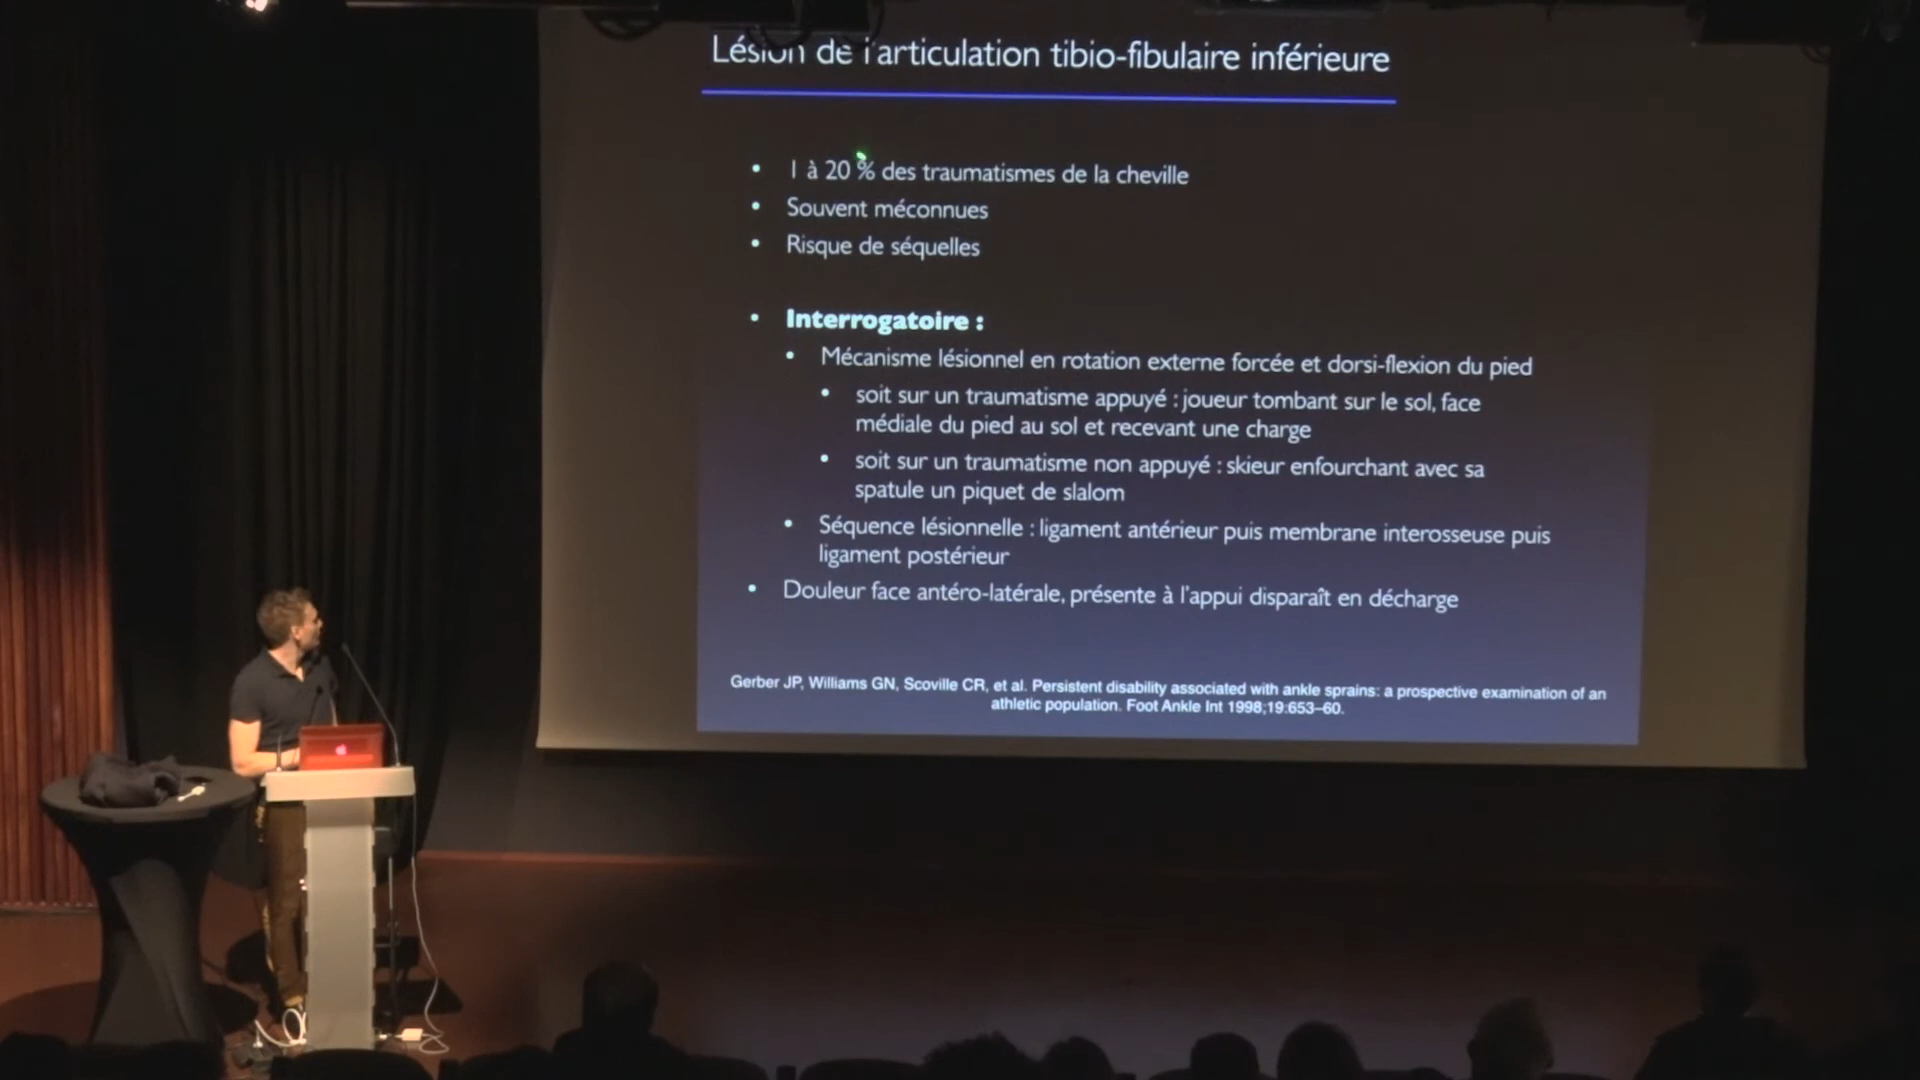 Lésion de l'articulation tibio-fibulaire inférieure
• 1 à 20 % des traumatismes de la cheville
• Souvent méconnues
• Risque de séquelles
• Interrogatoire :
• Mécanisme lésionnel en rotation externe forcée et dorsi-flexion du pied
• soit sur un traumatisme appuyé : joueur tombant sur le sol, face
médiale du pied au sol et recevant une charge
• soit sur un traumatisme non appuyé : skieur enfourchant avec sa
spatule un piquet de slalom
• Séquence lésionnelle : ligament antérieur puis membrane interosseuse puis
ligament postérieur
• Douleur face antéro-latérale, présente à l'appui disparaît en décharge
Gerber JP, Williams GN, Scoville CR, et al. Persistent disability associated with ankle sprains: a prospective examination of an
athletic population. Foot Ankle Int 1998;19:653–60.